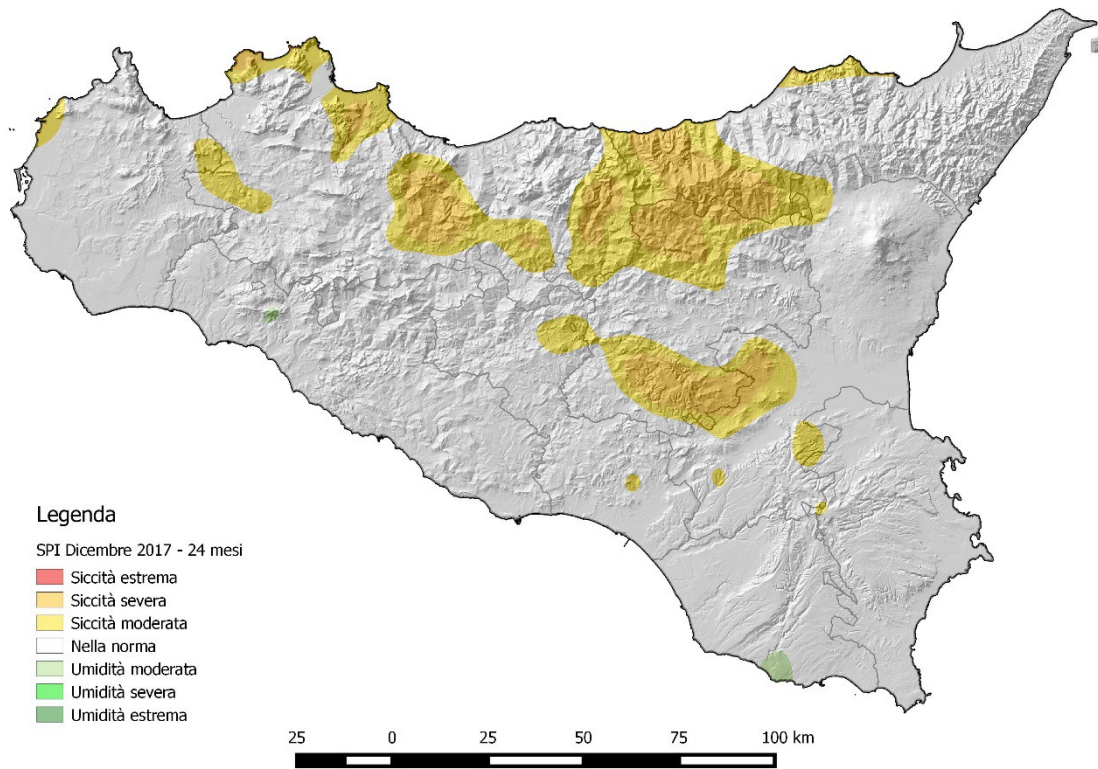 Legenda
SPI Dicembre 2017 - 24 mesi
Siccità estrema
Siccità severa
Siccità moderata
Nella norma
Umidità moderata
Umidità severa
Umidità estrema
25 0 25 50 75 100 km